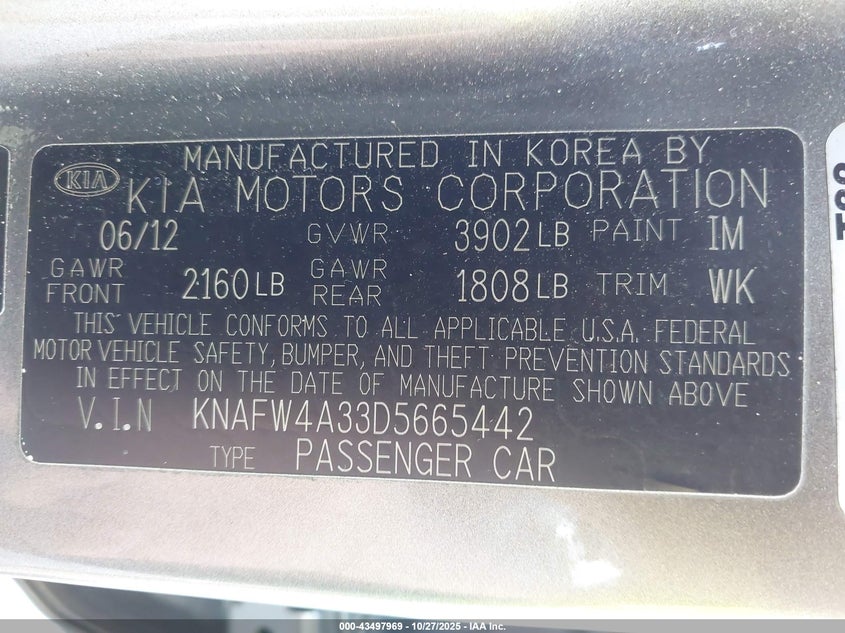 MANUFACTURED IN KOREA BY
KIA KIA MOTORS CORPORATION
06/12 GVWR 3902 LB PAINT IM
GAWR FRONT 2160 LB GAWR REAR 1808 LB TRIM WK
THIS VEHICLE CONFORMS TO ALL APPLICABLE U.S.A. FEDERAL
MOTOR VEHICLE SAFETY, BUMPER, AND THEFT PREVENTION STANDARDS
IN EFFECT ON THE DATE OF MANUFACTURE SHOWN ABOVE
V.I.N KNAFW4A33D5665442
TYPE PASSENGER CAR
000-43497969 | 10/27/2025 - IAA Inc.